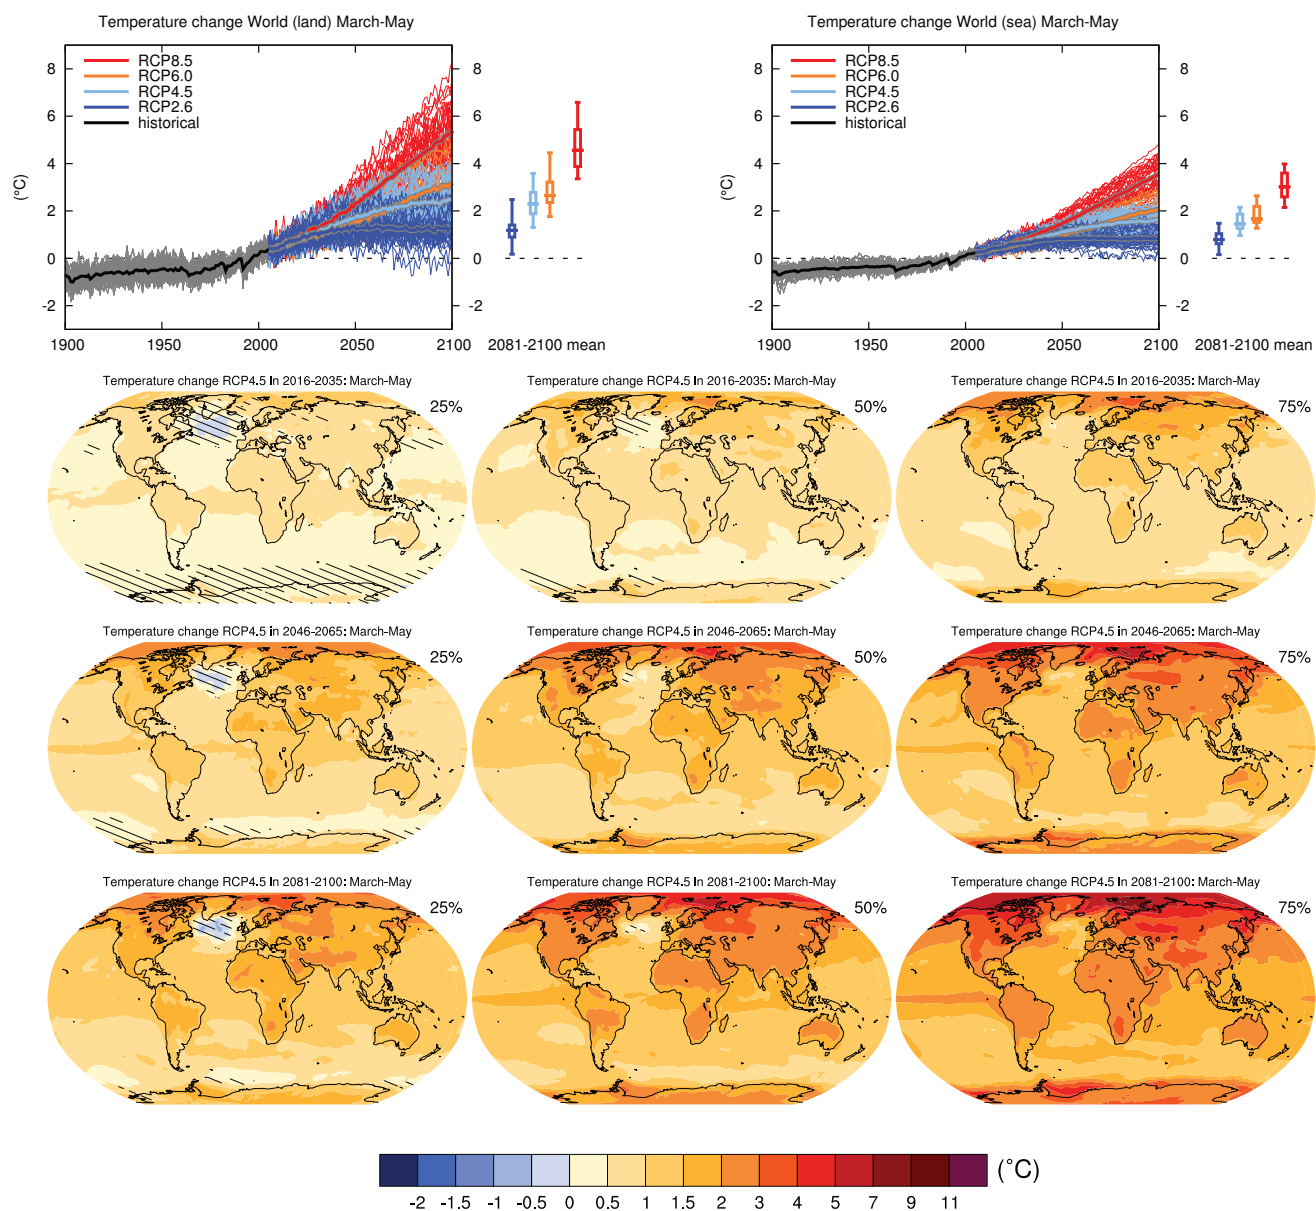 Temperature change World (land) March-May
Temperature change World (sea) March-May
RCP8.5
RCP6.0
RCP4.5
RCP2.6
historical
(°C)
8
6
4
2
0
-2
8
6
4
2
0
-2
1900 1950 2000 2050 2100 2081-2100 mean
RCP8.5
RCP6.0
RCP4.5
RCP2.6
historical
(°C)
8
6
4
2
0
-2
8
6
4
2
0
-2
1900 1950 2000 2050 2100 2081-2100 mean
Temperature change RCP4.5 in 2016-2035: March-May
25%
Temperature change RCP4.5 in 2016-2035: March-May
50%
Temperature change RCP4.5 in 2016-2035: March-May
75%
Temperature change RCP4.5 in 2046-2065: March-May
25%
Temperature change RCP4.5 in 2046-2065: March-May
50%
Temperature change RCP4.5 in 2046-2065: March-May
75%
Temperature change RCP4.5 in 2081-2100: March-May
25%
Temperature change RCP4.5 in 2081-2100: March-May
50%
Temperature change RCP4.5 in 2081-2100: March-May
75%
(°C)
-2 -1.5 -1 -0.5 0 0.5 1 1.5 2 3 4 5 7 9 11